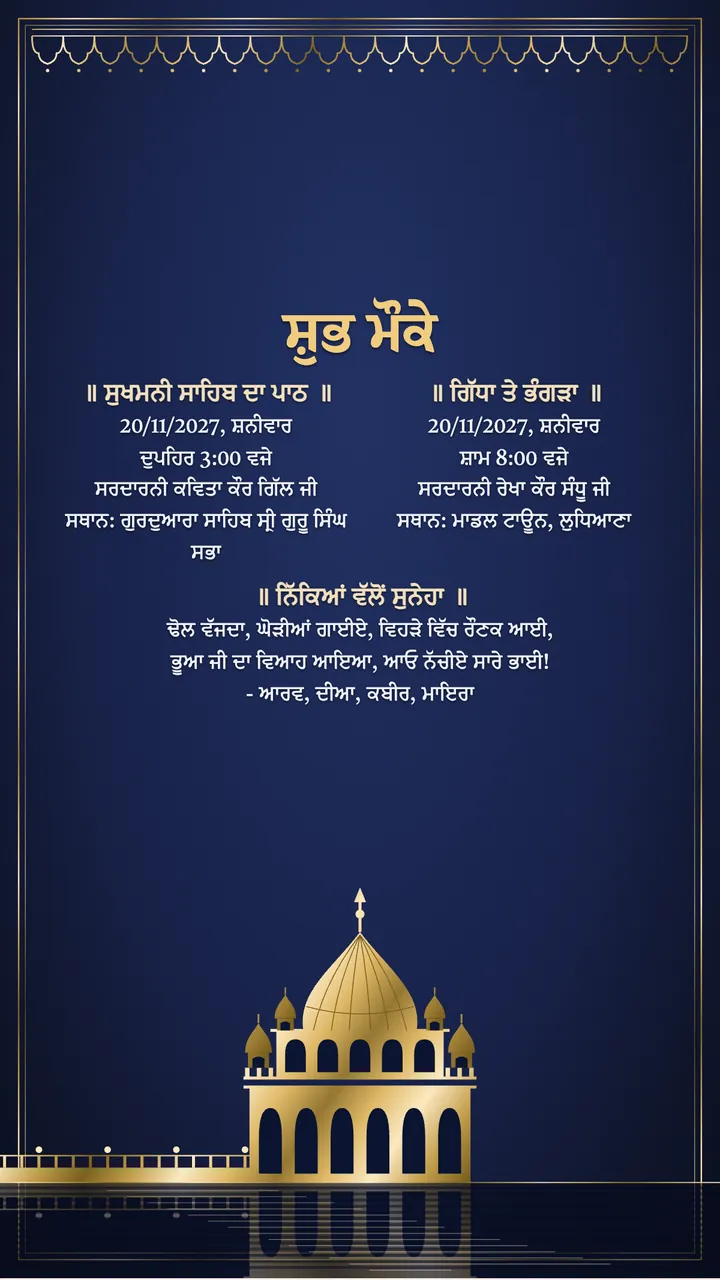 ਸ਼ੁਭ ਮੌਕੇ
॥ ਸੁਖਮਨੀ ਸਾਹਿਬ ਦਾ ਪਾਠ ॥
20/11/2027, ਸ਼ਨੀਵਾਰ
ਦੁਪਹਿਰ 3:00 ਵਜੇ
ਸਰਦਾਰਨੀ ਕਵਿਤਾ ਕੌਰ ਗਿੱਲ ਜੀ
ਸਥਾਨ: ਗੁਰਦੁਆਰਾ ਸਾਹਿਬ ਸ੍ਰੀ ਗੁਰੂ ਸਿੰਘ
ਸਭਾ
॥ ਗਿੱਧਾ ਤੇ ਭੰਗੜਾ ॥
20/11/2027, ਸ਼ਨੀਵਾਰ
ਸ਼ਾਮ 8:00 ਵਜੇ
ਸਰਦਾਰਨੀ ਰੇਖਾ ਕੌਰ ਸੰਧੂ ਜੀ
ਸਥਾਨ: ਮਾਡਲ ਟਾਊਨ, ਲੁਧਿਆਣਾ
॥ ਨਿੱਕਿਆਂ ਵੱਲੋਂ ਸੁਨੇਹਾ ॥
ਢੋਲ ਵੱਜਦਾ, ਘੋੜੀਆਂ ਗਾਈਏ, ਵਿਹੜੇ ਵਿੱਚ ਰੌਣਕ ਆਈ,
ਭੂਆ ਜੀ ਦਾ ਵਿਆਹ ਆਇਆ, ਆਓ ਨੱਚੀਏ ਸਾਰੇ ਭਾਈ!
- ਆਰਵ, ਦੀਆ, ਕਬੀਰ, ਮਾਇਰਾ